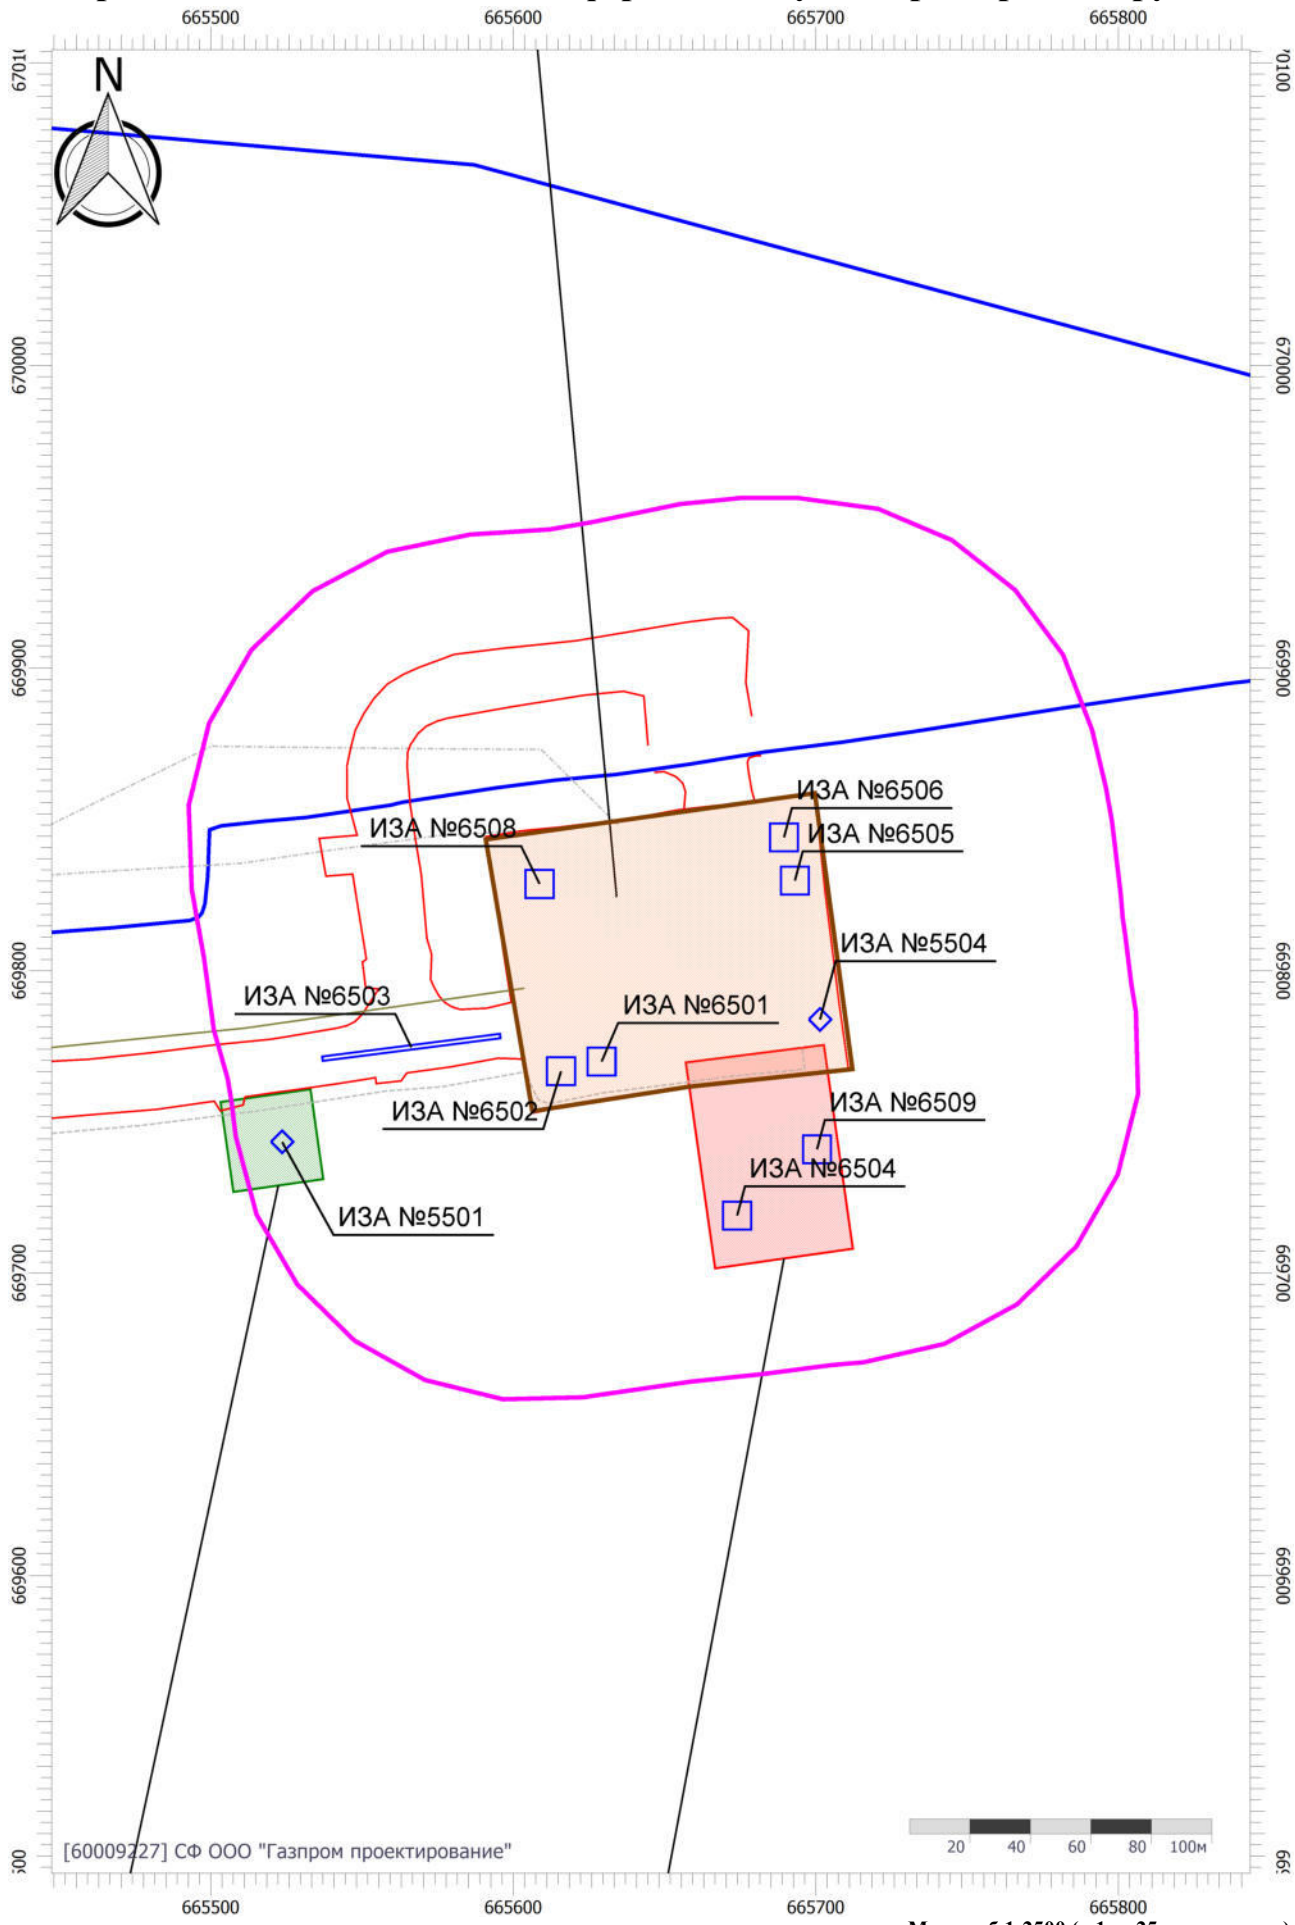 665500 665600 665700 665800
N
670000 670000
669900 669900
ИЗА №6506
ИЗА №6508
ИЗА №6505
ИЗА №5504
669800 669800
ИЗА №6503
ИЗА №6501
ИЗА №6502
ИЗА №6509
ИЗА №6504
ИЗА №5501
669700 669700
669600 669600
[60009227] СФ ООО "Газпром проектирование"
20 40 60 80 100м
665500 665600 665700 665800